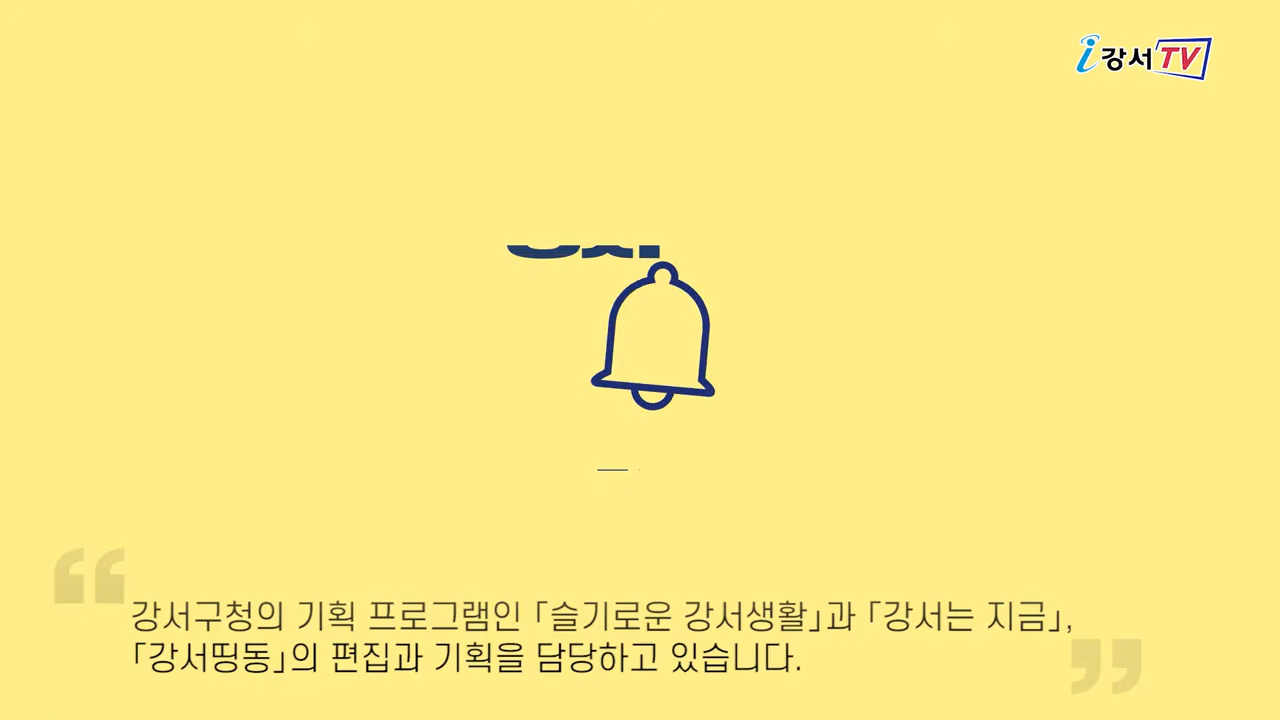 i강서TV
강서구청의 기획 프로그램인 「슬기로운 강서생활」과 「강서는 지금」,
「강서띵동」의 편집과 기획을 담당하고 있습니다.